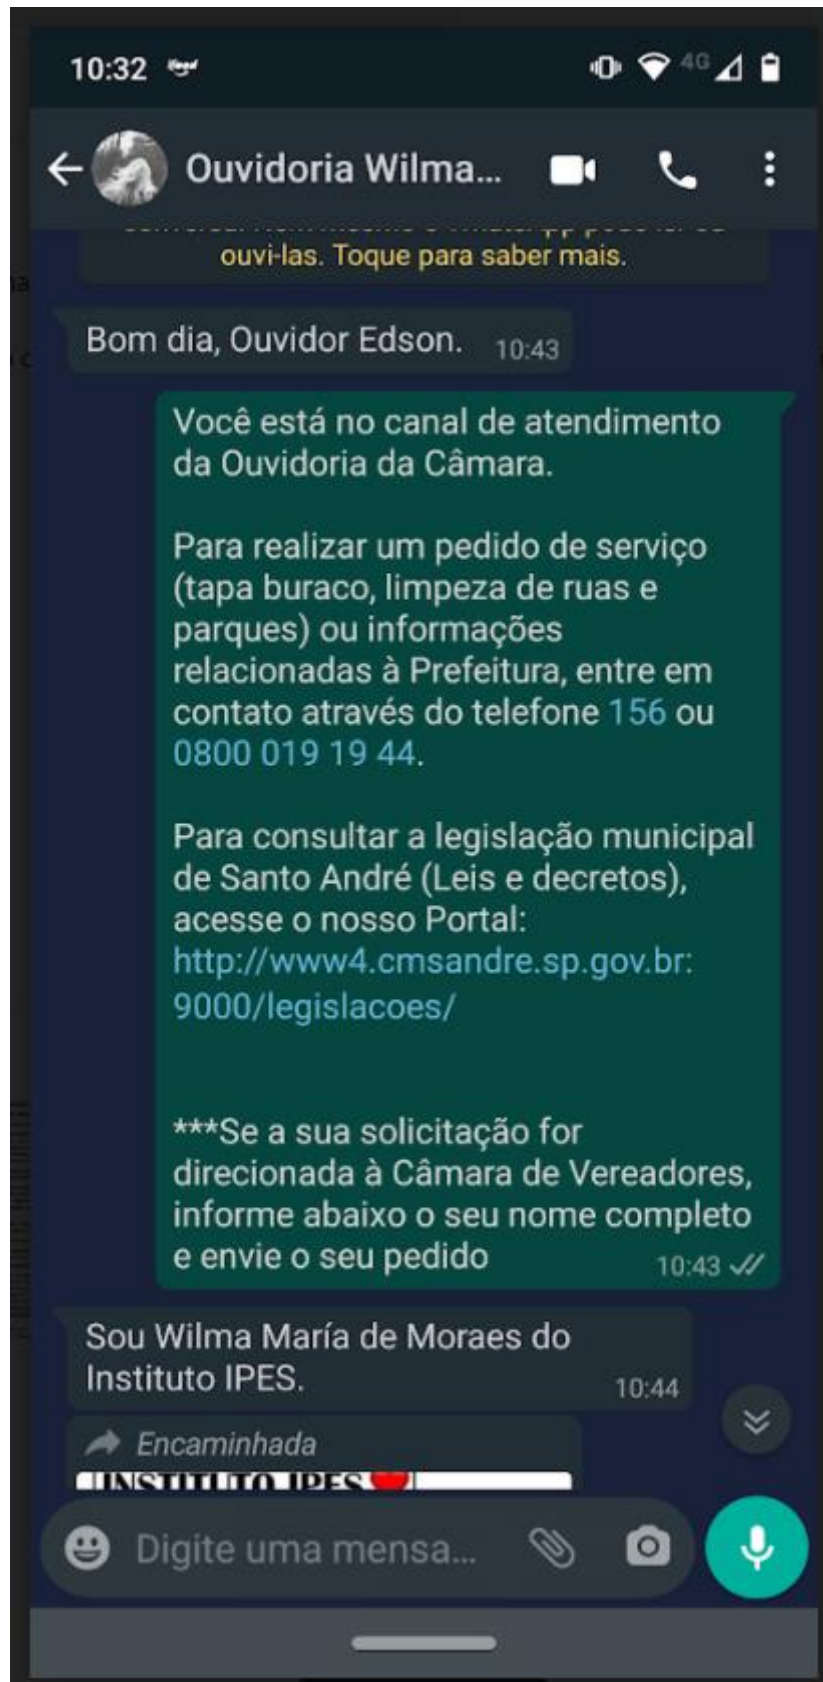 10:32
4G
Ouvidoria Wilma...
ouvi-las. Toque para saber mais.
Bom dia, Ouvidor Edson. 10:43
Você está no canal de atendimento
da Ouvidoria da Câmara.
Para realizar um pedido de serviço
(tapa buraco, limpeza de ruas e
parques) ou informações
relacionadas à Prefeitura, entre em
contato através do telefone 156 ou
0800 019 19 44.
Para consultar a legislação municipal
de Santo André (Leis e decretos),
acesse o nosso Portal:
http://www4.cmsandre.sp.gov.br:
9000/legislacoes/
***Se a sua solicitação for
direcionada à Câmara de Vereadores,
informe abaixo o seu nome completo
e envie o seu pedido 10:43
Sou Wilma María de Moraes do
Instituto IPES. 10:44
Encaminhada
INSTITUTO IPES
Digite uma mensa...